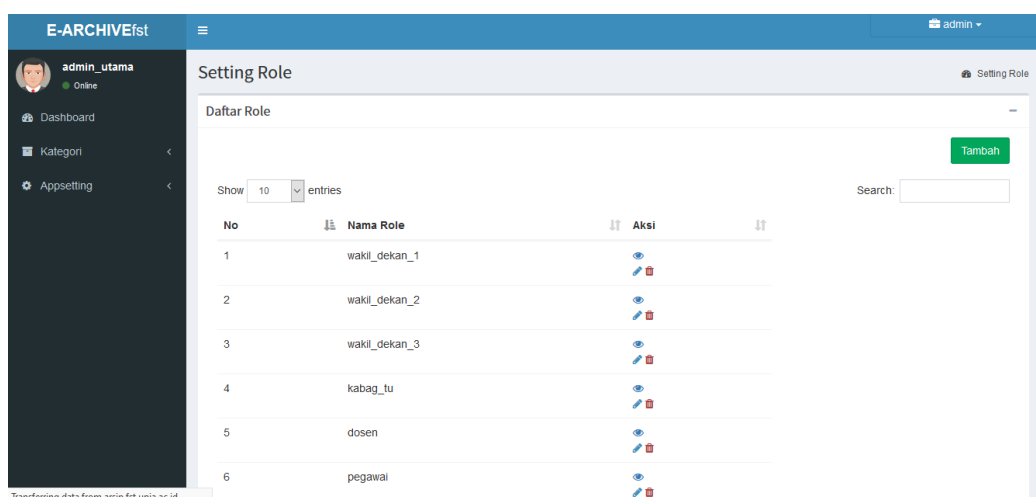 E-ARCHIVEfst
admin
admin_utama
Online
Dashboard
Kategori
Appsetting
Setting Role
Setting Role
Daftar Role
Tambah
Show 10 entries
Search:
No Nama Role Aksi
1 wakil_dekan_1
2 wakil_dekan_2
3 wakil_dekan_3
4 kabag_tu
5 dosen
6 pegawai